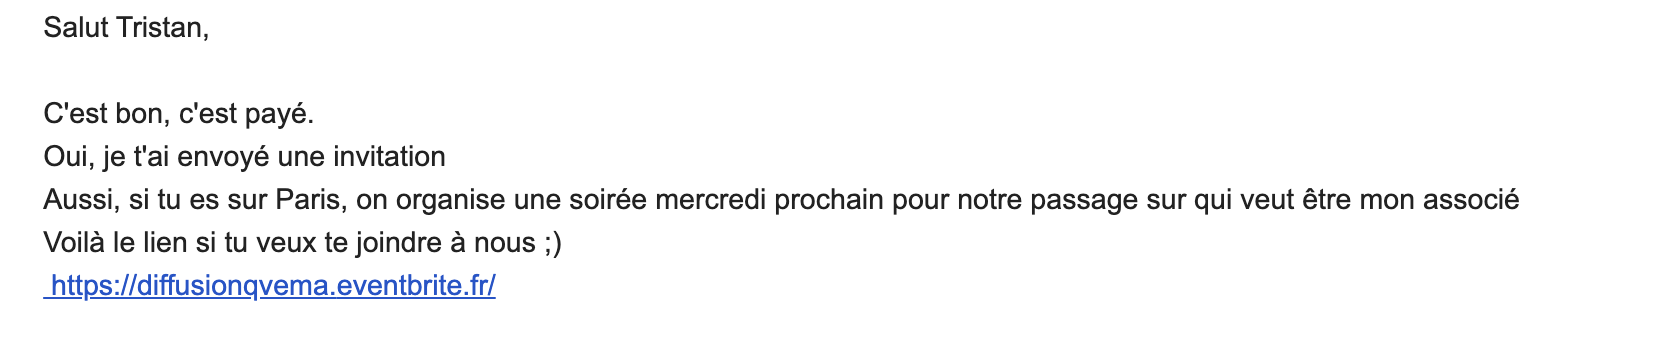 Salut Tristan,
C'est bon, c'est payé.
Oui, je t'ai envoyé une invitation
Aussi, si tu es sur Paris, on organise une soirée mercredi prochain pour notre passage sur qui veut être mon associé
Voilà le lien si tu veux te joindre à nous ;)
https://diffusionqvema.eventbrite.fr/